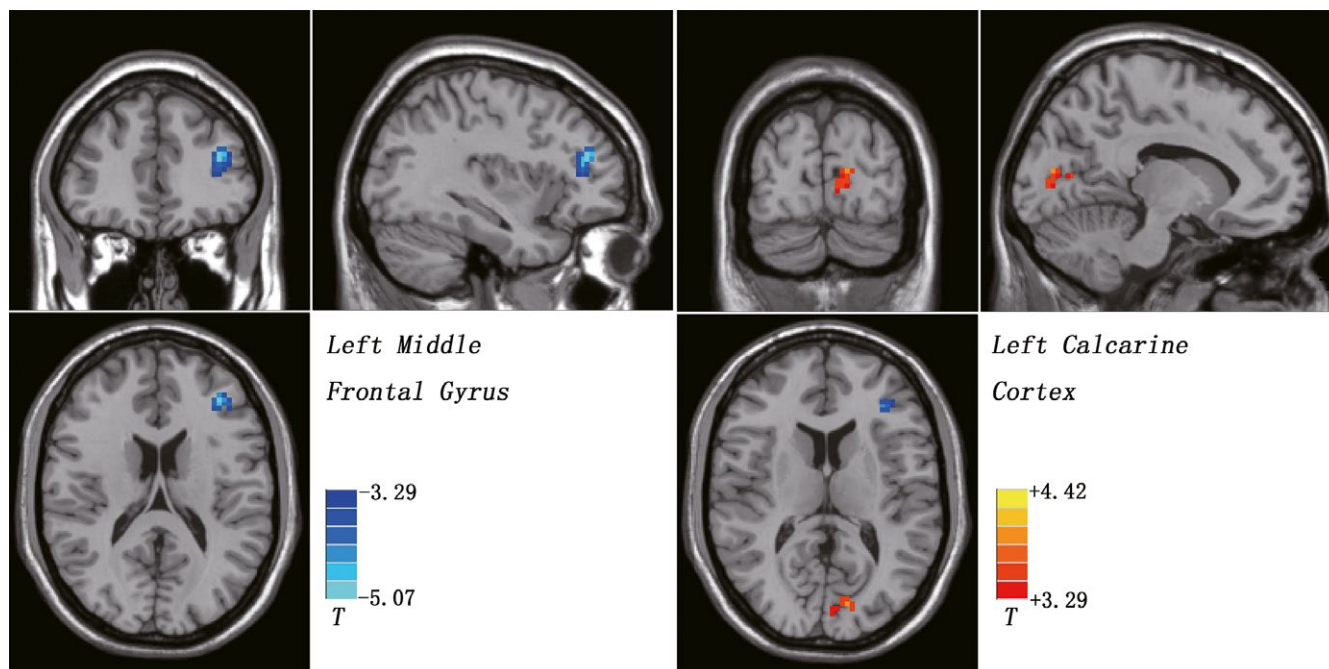 Left Middle
Frontal Gyrus
-3.29
-5.07
T
Left Calcarine
Cortex
+4.42
+3.29
T